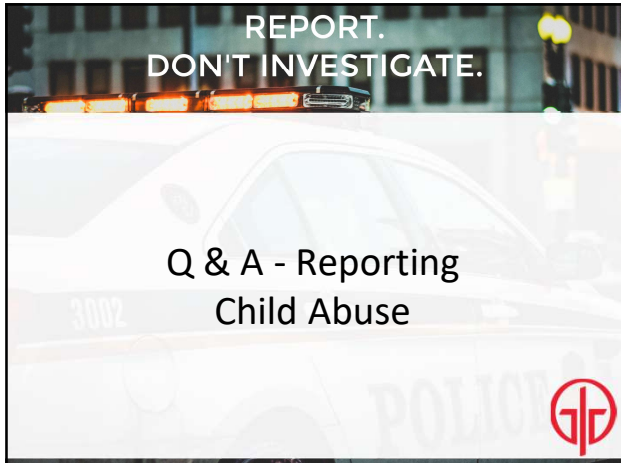 REPORT.
DON'T INVESTIGATE.
Q & A - Reporting
Child Abuse
3002
POLICE